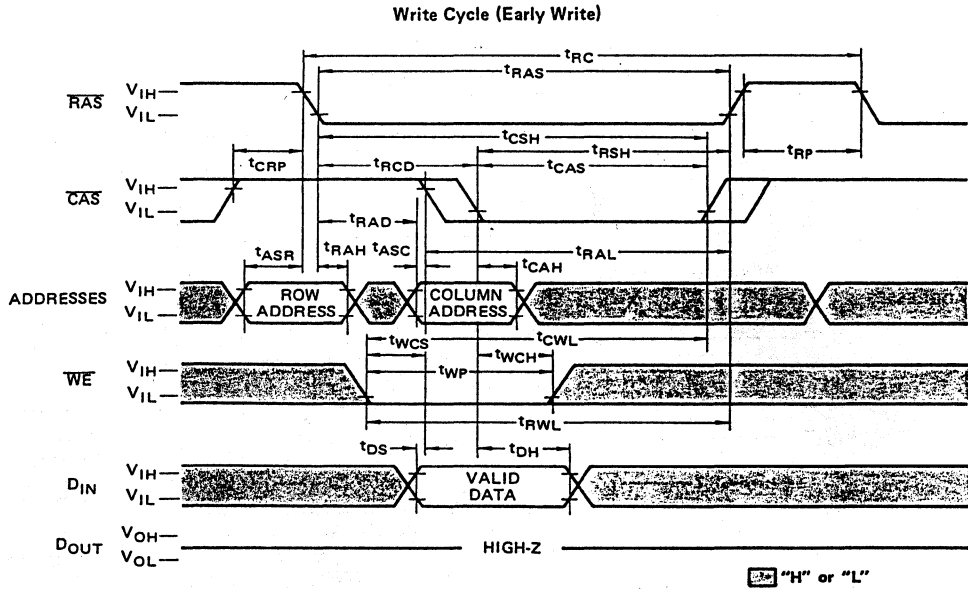 Write Cycle (Early Write)
tRC
tRAS
RAS
VIH
VIL
tCSH
tRSH
tCRP
tRCD
tCAS
tRP
CAS
VIH
VIL
tRAD
tRAL
tASR
tRAH
tASC
tCAH
ADDRESSES
VIH
VIL
ROW
ADDRESS
COLUMN
ADDRESS
tCWL
tWCS
tWCH
tWP
WE
VIH
VIL
tRWL
tDS
tDH
DIN
VIH
VIL
VALID
DATA
DOUT
VOH
VOL
HIGH-Z
"H" or "L"